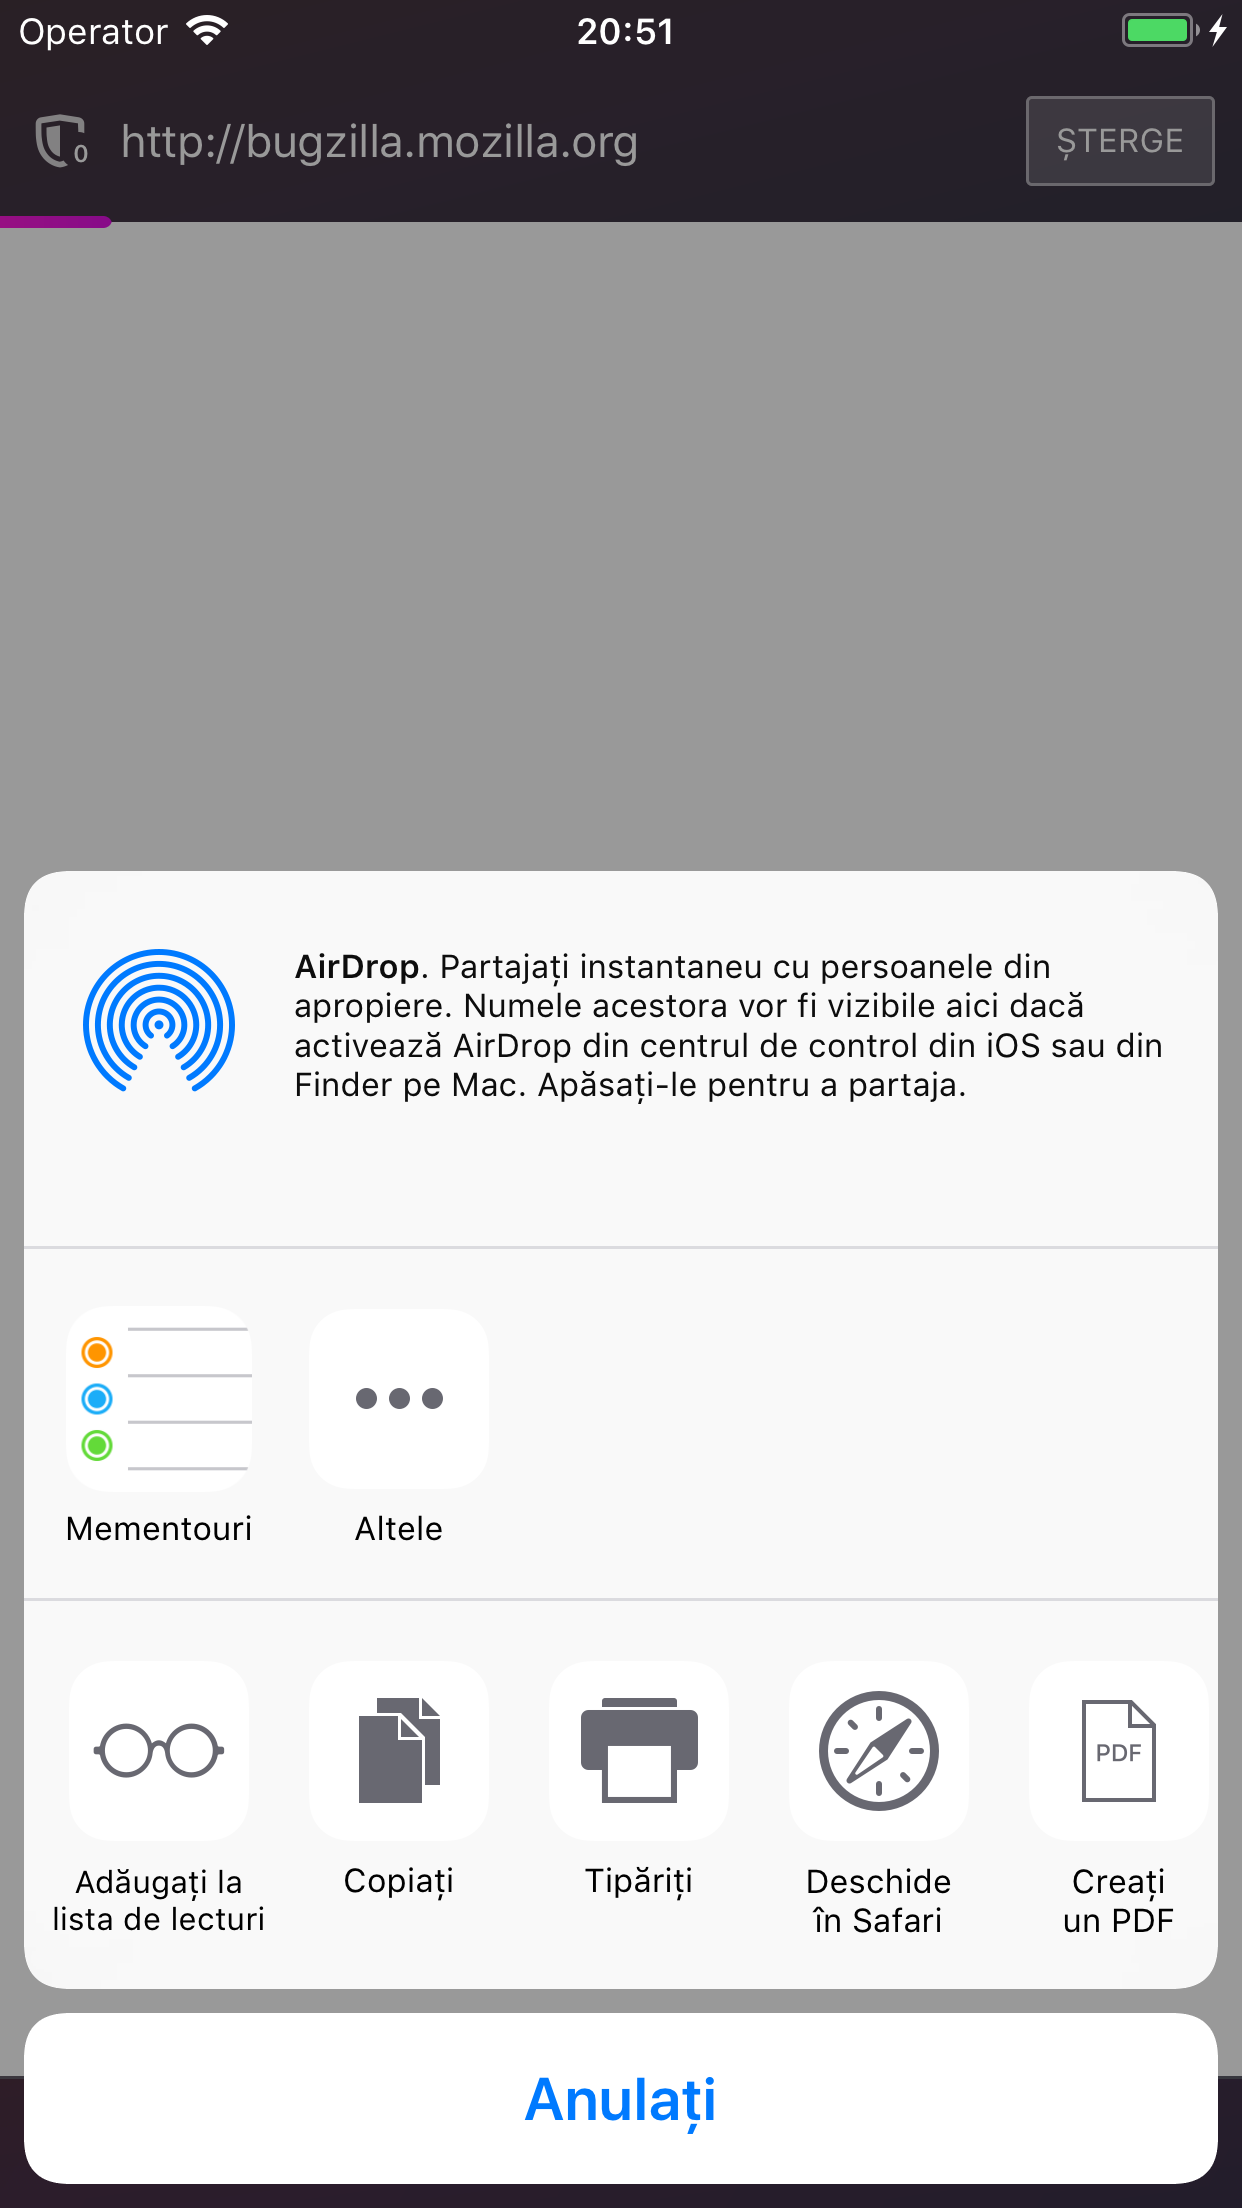 Operator
20:51
0
http://bugzilla.mozilla.org
ȘTERGE
AirDrop. Partajați instantaneu cu persoanele din
apropiere. Numele acestora vor fi vizibile aici dacă
activează AirDrop din centrul de control din iOS sau din
Finder pe Mac. Apăsați-le pentru a partaja.
Mementouri
Altele
PDF
Adăugați la
lista de lecturi
Copiați
Tipăriți
Deschide
în Safari
Creați
un PDF
Anulați